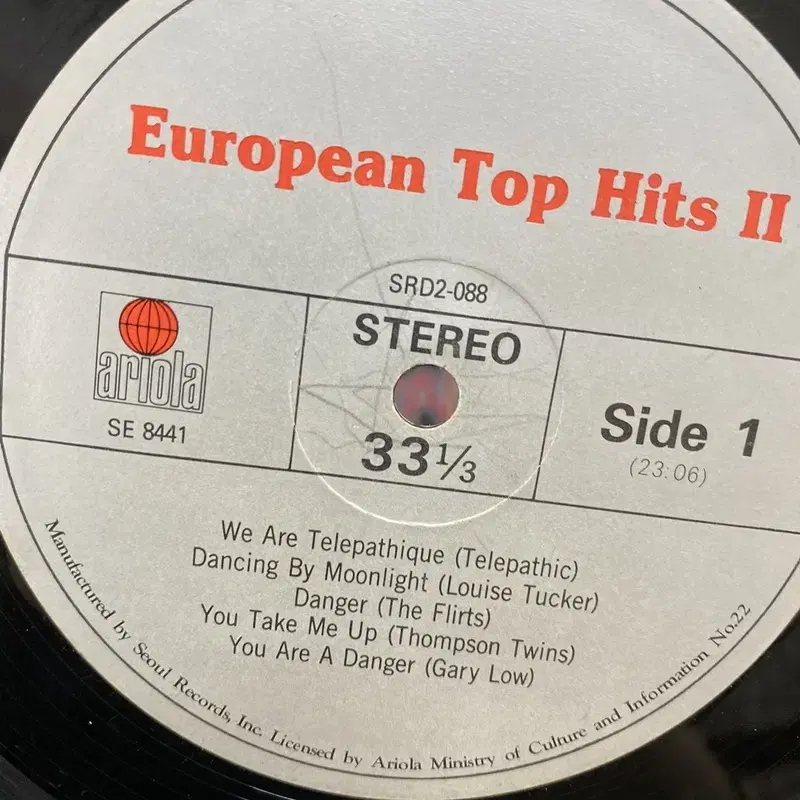 European Top Hits II
SRD2-088
STEREO
ariola
SE 8441
33⅓
Side 1
(23:06)
We Are Telepathique (Telepathic)
Dancing By Moonlight (Louise Tucker)
Danger (The Flirts)
You Take Me Up (Thompson Twins)
You Are A Danger (Gary Low)
Manufactured by Seoul Records, Inc. Licensed by Ariola Ministry of Culture and Information No.22